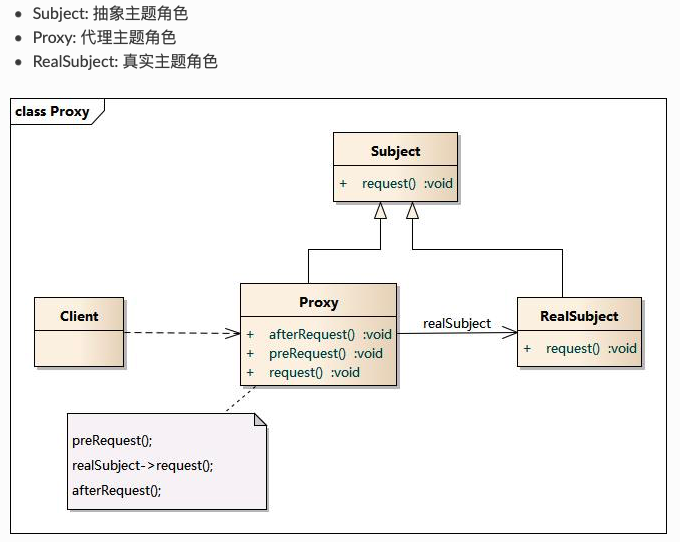 Subject: 抽象主题角色
Proxy: 代理主题角色
RealSubject: 真实主题角色
class Proxy
Subject
+ request() :void
Client
Proxy
+ afterRequest() :void
+ preRequest() :void
+ request() :void
realSubject
RealSubject
+ request() :void
preRequest();
realSubject->request();
afterRequest();